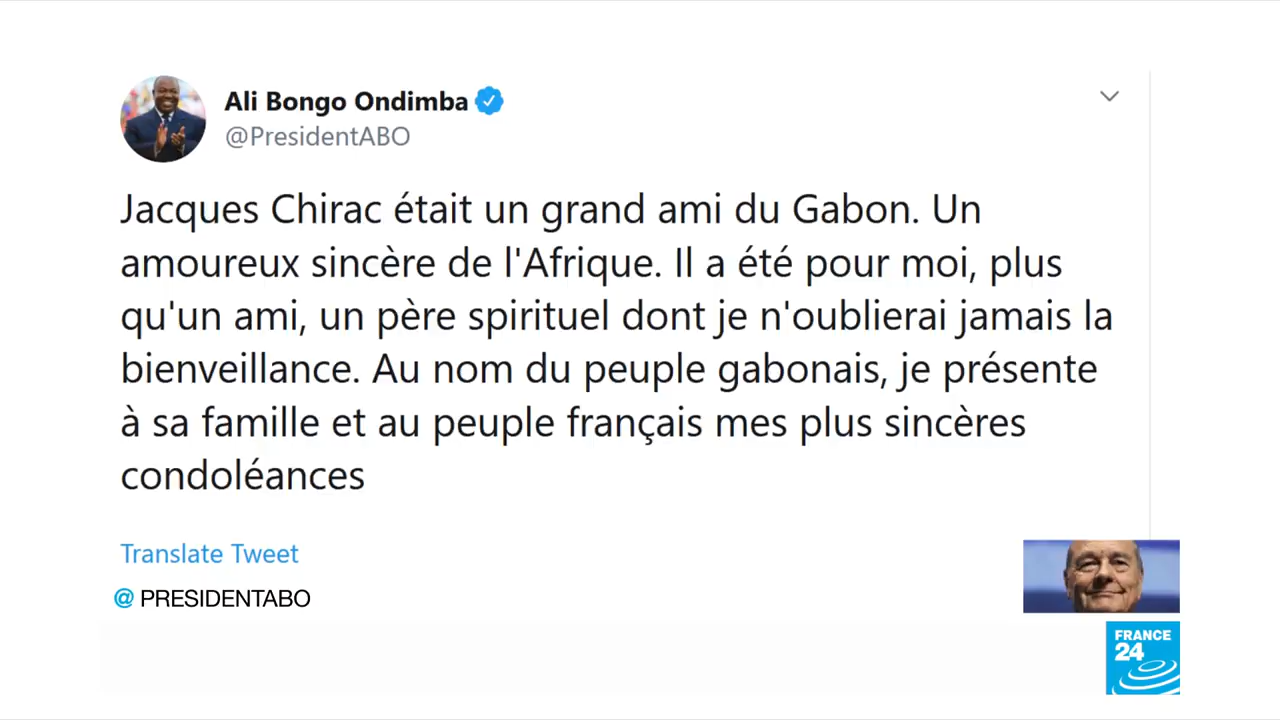 Ali Bongo Ondimba
@PresidentABO
Jacques Chirac était un grand ami du Gabon. Un
amoureux sincère de l'Afrique. Il a été pour moi, plus
qu'un ami, un père spirituel dont je n'oublierai jamais la
bienveillance. Au nom du peuple gabonais, je présente
à sa famille et au peuple français mes plus sincères
condoléances
Translate Tweet
@ PRESIDENTABO
FRANCE
24